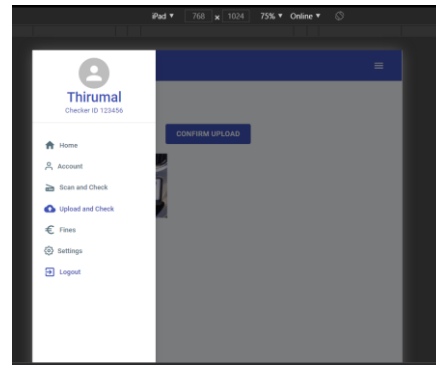 iPad ▼ 768 x 1024 75% ▼ Online ▼
Thirumal
Checker ID 123456
CONFIRM UPLOAD
Home
Account
Scan and Check
Upload and Check
Fines
Settings
Logout